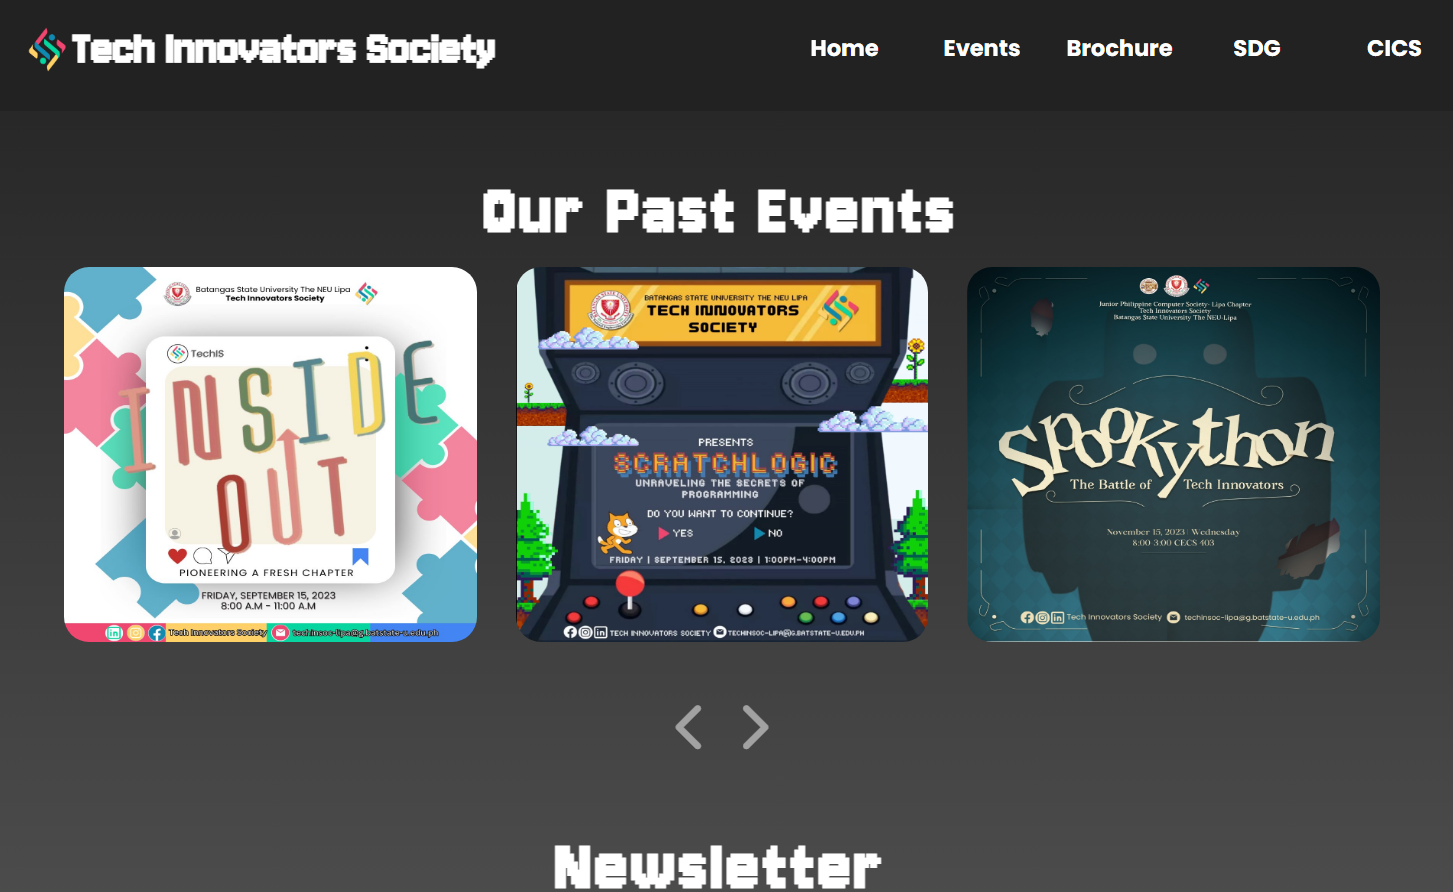 Tech Innovators Society
Home Events Brochure SDG CICS
Our Past Events
Batangas State University The NEU Lipa
Tech Innovators Society
TechIS
INSIDE
OUT
PIONEERING A FRESH CHAPTER
FRIDAY, SEPTEMBER 15, 2023
8:00 A.M - 11:00 A.M
Tech Innovators Society techinsoc-lipa@g.batstate-u.edu.ph
BATANGAS STATE UNIVERSITY THE NEU LIPA
TECH INNOVATORS
SOCIETY
PRESENTS
SCRATCHLOGIC
UNRAVELING THE SECRETS OF
PROGRAMMING
DO YOU WANT TO CONTINUE?
YES NO
FRIDAY | SEPTEMBER 15, 2023 | 1:00PM-4:00PM
TECH INNOVATORS SOCIETY TECHINSOC-LIPA@G.BATSTATE-U.EDU.PH
Junior Philippine Computer Society- Lipa Chapter
Tech Innovators Society
Batangas State University The NEU-Lipa
Spookython
The Battle of Tech Innovators
November 15, 2023 | Wednesday
8:00-3:00 CECS 403
Tech Innovators Society techinsoc-lipa@g.batstate-u.edu.ph
Newsletter